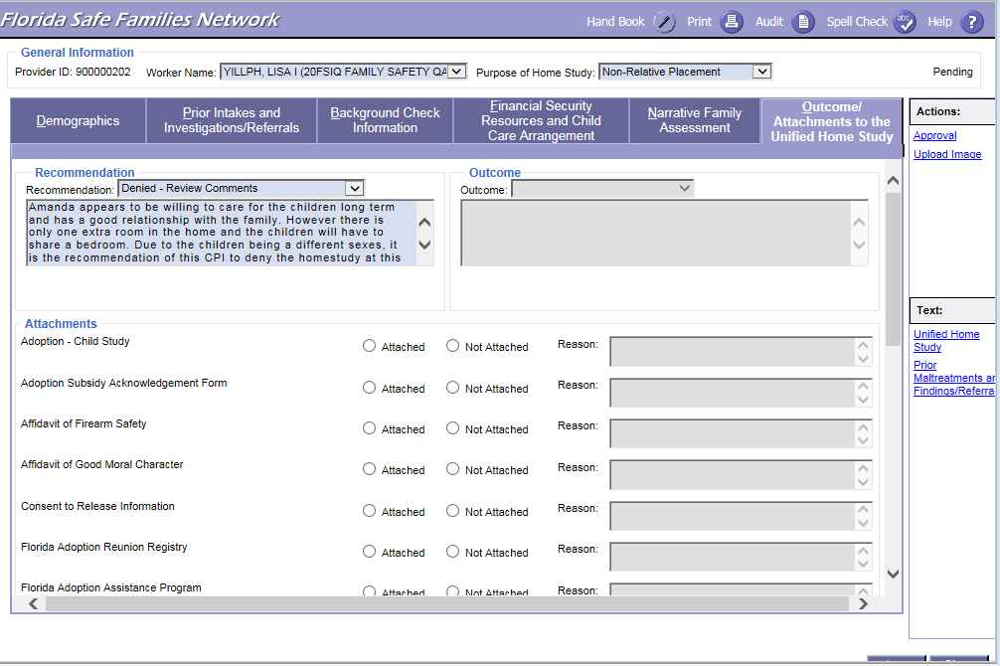 Florida Safe Families Network
Hand Book Print Audit Spell Check abc Help ?
General Information
Provider ID: 900000202 Worker Name: YILLPH, LISA I (20FSIQ FAMILY SAFETY QA Purpose of Home Study: Non-Relative Placement Pending
Demographics
Prior Intakes and
Investigations/Referrals
Background Check
Information
Financial Security
Resources and Child
Care Arrangement
Narrative Family
Assessment
Outcome/
Attachments to the
Unified Home Study
Actions:
Approval
Upload Image
Recommendation
Recommendation: Denied - Review Comments
Amanda appears to be willing to care for the children long term
and has a good relationship with the family. However there is
only one extra room in the home and the children will have to
share a bedroom. Due to the children being a different sexes, it
is the recommendation of this CPI to deny the homestudy at this
Outcome
Outcome:
Attachments
Adoption - Child Study Attached Not Attached Reason:
Adoption Subsidy Acknowledgement Form Attached Not Attached Reason:
Affidavit of Firearm Safety Attached Not Attached Reason:
Affidavit of Good Moral Character Attached Not Attached Reason:
Consent to Release Information Attached Not Attached Reason:
Florida Adoption Reunion Registry Attached Not Attached Reason:
Florida Adoption Assistance Program Attached Not Attached Reason:
Text:
Unified Home
Study
Prior
Maltreatments an
Findings/Referra